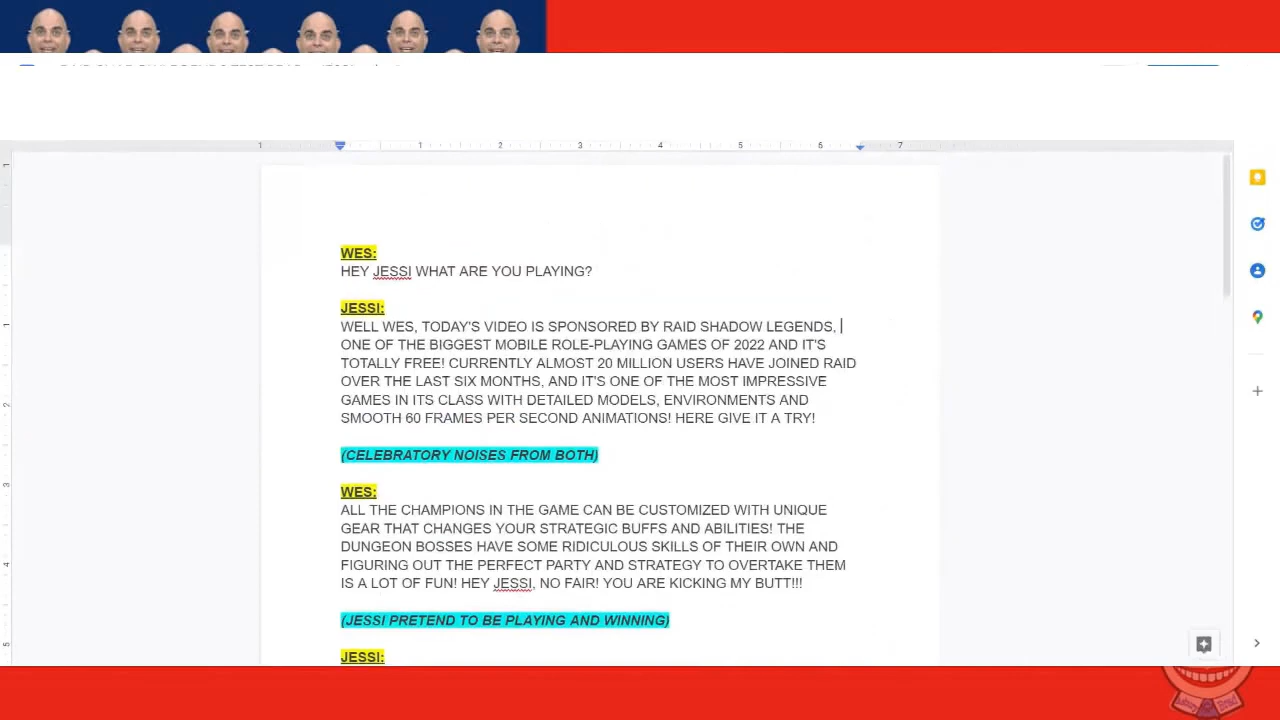 WES:
HEY JESSI WHAT ARE YOU PLAYING?
JESSI:
WELL WES, TODAY'S VIDEO IS SPONSORED BY RAID SHADOW LEGENDS,
ONE OF THE BIGGEST MOBILE ROLE-PLAYING GAMES OF 2022 AND IT'S
TOTALLY FREE! CURRENTLY ALMOST 20 MILLION USERS HAVE JOINED RAID
OVER THE LAST SIX MONTHS, AND IT'S ONE OF THE MOST IMPRESSIVE
GAMES IN ITS CLASS WITH DETAILED MODELS, ENVIRONMENTS AND
SMOOTH 60 FRAMES PER SECOND ANIMATIONS! HERE GIVE IT A TRY!
(CELEBRATORY NOISES FROM BOTH)
WES:
ALL THE CHAMPIONS IN THE GAME CAN BE CUSTOMIZED WITH UNIQUE
GEAR THAT CHANGES YOUR STRATEGIC BUFFS AND ABILITIES! THE
DUNGEON BOSSES HAVE SOME RIDICULOUS SKILLS OF THEIR OWN AND
FIGURING OUT THE PERFECT PARTY AND STRATEGY TO OVERTAKE THEM
IS A LOT OF FUN! HEY JESSI, NO FAIR! YOU ARE KICKING MY BUTT!!!
(JESSI PRETEND TO BE PLAYING AND WINNING)
JESSI: